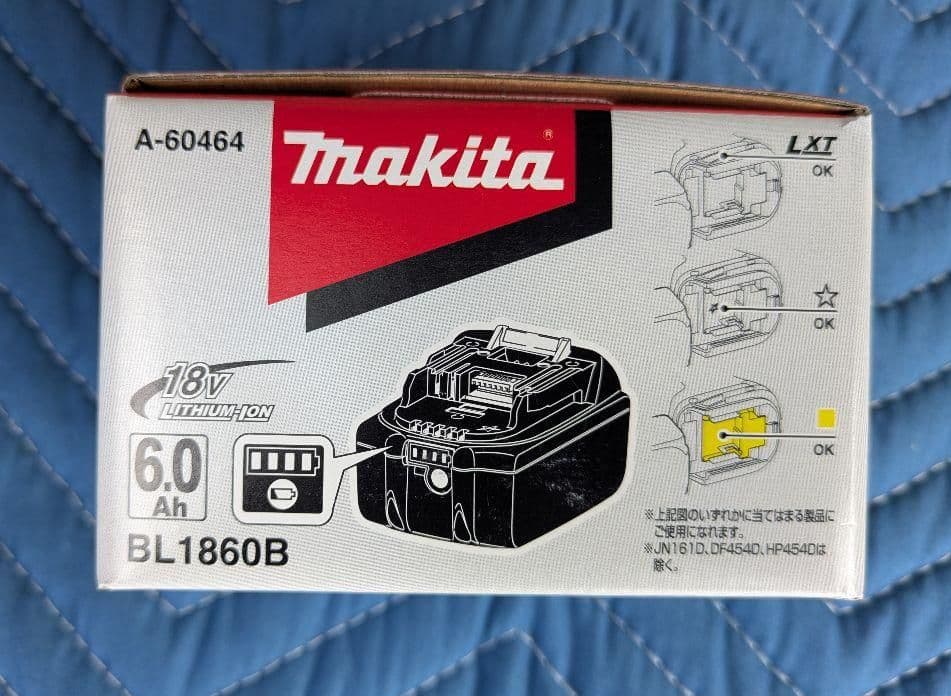 A-60464
makita®
LXT
OK
☆
OK
OK
18V
LITHIUM-ION
6.0
Ah
BL1860B
※上記図のいずれかに当てはまる製品に
ご使用になれます。
※JN161D、DF454D、HP454Dは
除く。